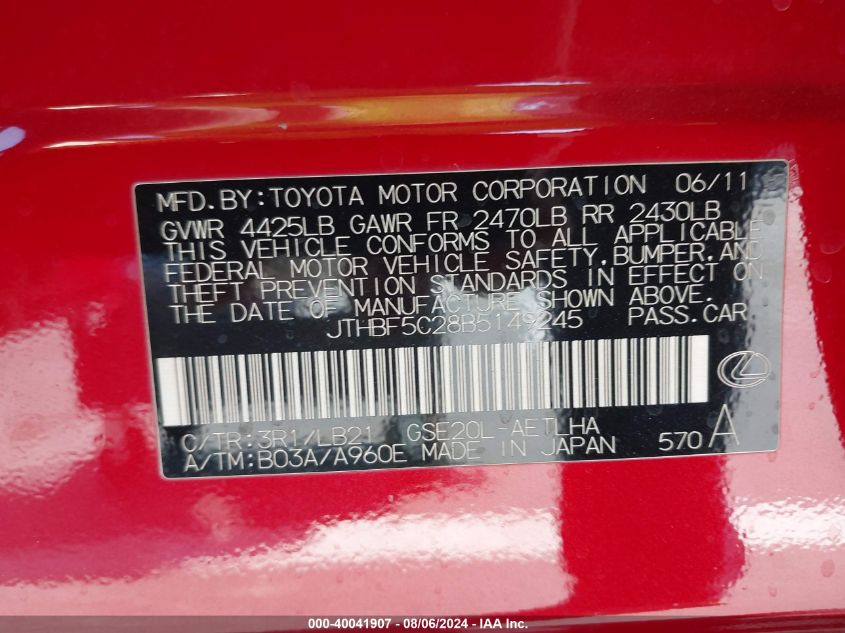 MFD.BY:TOYOTA MOTOR CORPORATION 06/11
GVWR 4425LB GAWR FR 2470LB RR 2430LB
THIS VEHICLE CONFORMS TO ALL APPLICABLE
FEDERAL MOTOR VEHICLE SAFETY,BUMPER,AND
THEFT PREVENTION STANDARDS IN EFFECT ON
THE DATE OF MANUFACTURE SHOWN ABOVE.
JTHBF5C28B5149245 PASS.CAR
C/TR:3R1/LB21 GSE20L-AETLHA
A/TM:B03A/A960E MADE IN JAPAN 570 A
000-40041907 - 08/06/2024 - IAA Inc.